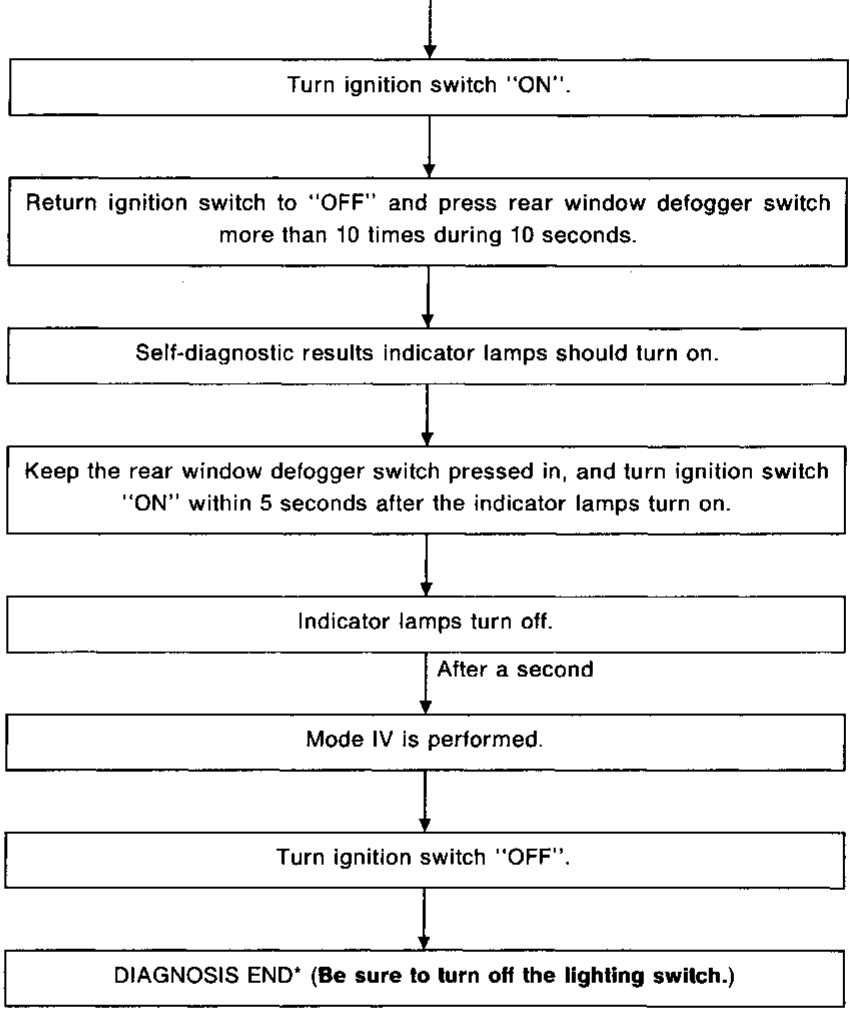 Turn ignition switch "ON".
Return ignition switch to "OFF" and press rear window defogger switch
more than 10 times during 10 seconds.
Self-diagnostic results indicator lamps should turn on.
Keep the rear window defogger switch pressed in, and turn ignition switch
"ON" within 5 seconds after the indicator lamps turn on.
Indicator lamps turn off.
After a second
Mode IV is performed.
Turn ignition switch "OFF".
DIAGNOSIS END* (Be sure to turn off the lighting switch.)